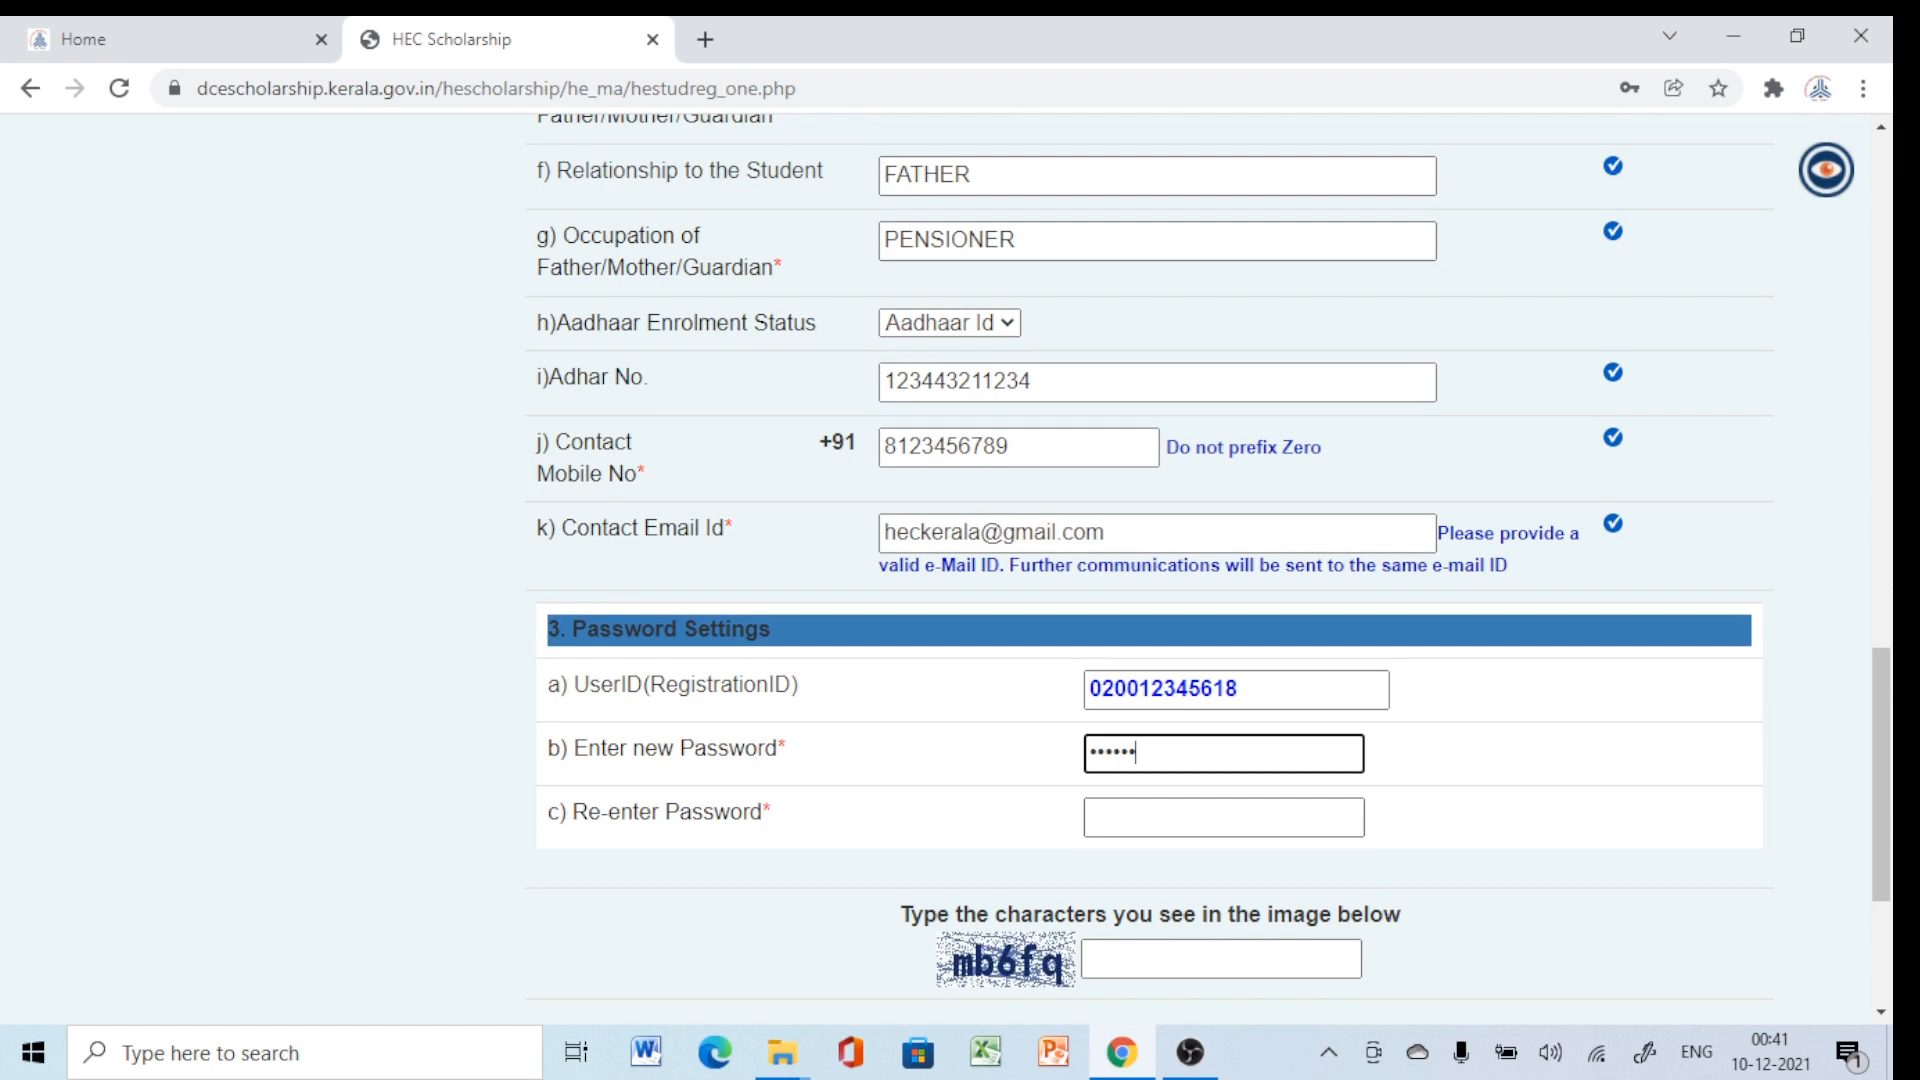 Home
HEC Scholarship
dcescholarship.kerala.gov.in/hescholarship/he_ma/hestudreg_one.php
Father/Mother/Guardian
f) Relationship to the Student
FATHER
g) Occupation of
Father/Mother/Guardian*
PENSIONER
h)Aadhaar Enrolment Status
Aadhaar Id
i)Adhar No.
123443211234
j) Contact +91
Mobile No*
8123456789
Do not prefix Zero
k) Contact Email Id*
heckerala@gmail.com
Please provide a
valid e-Mail ID. Further communications will be sent to the same e-mail ID
3. Password Settings
a) UserID(RegistrationID)
020012345618
b) Enter new Password*
••••••
c) Re-enter Password*
Type the characters you see in the image below
mb6fq
Type here to search
ENG
00:41
10-12-2021
1